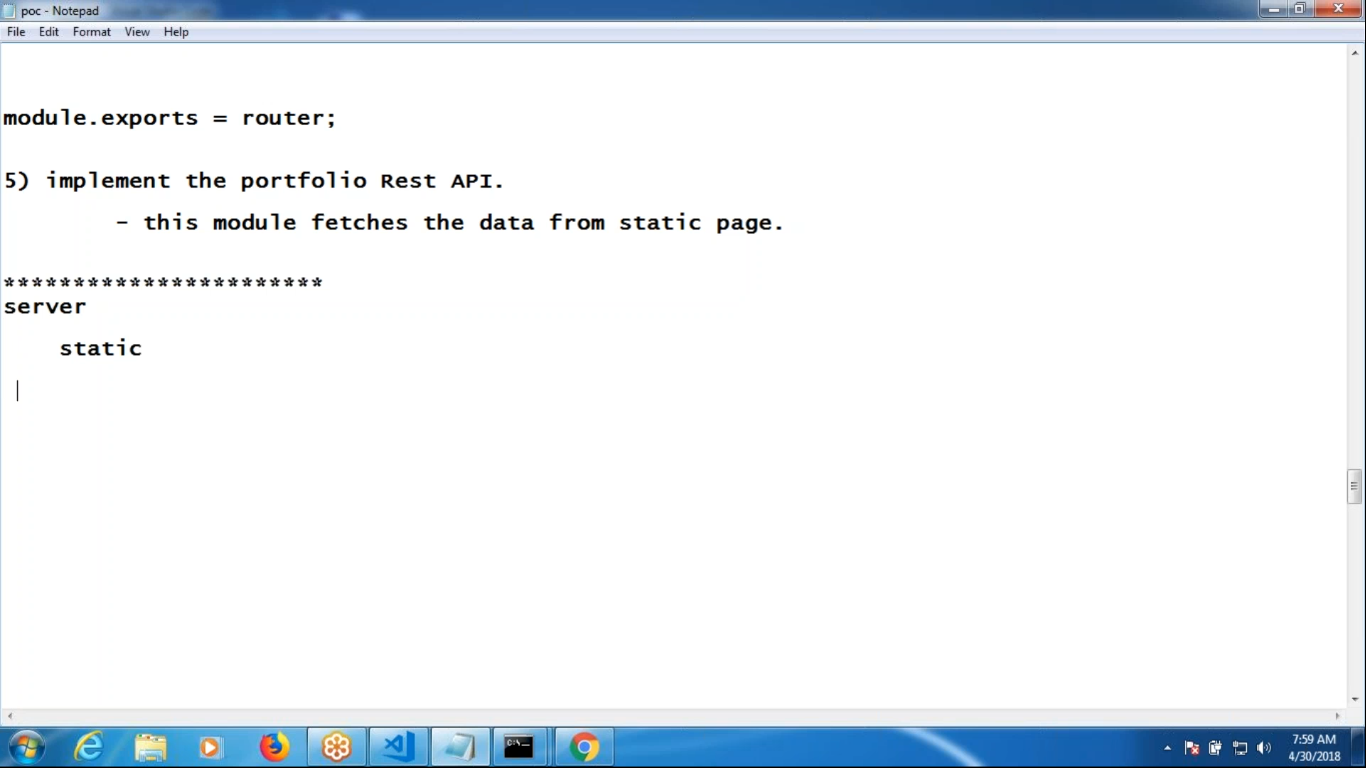 poc - Notepad
File Edit Format View Help
module.exports = router;
5) implement the portfolio Rest API.
- this module fetches the data from static page.
***********************
server
static
7:59 AM
4/30/2018